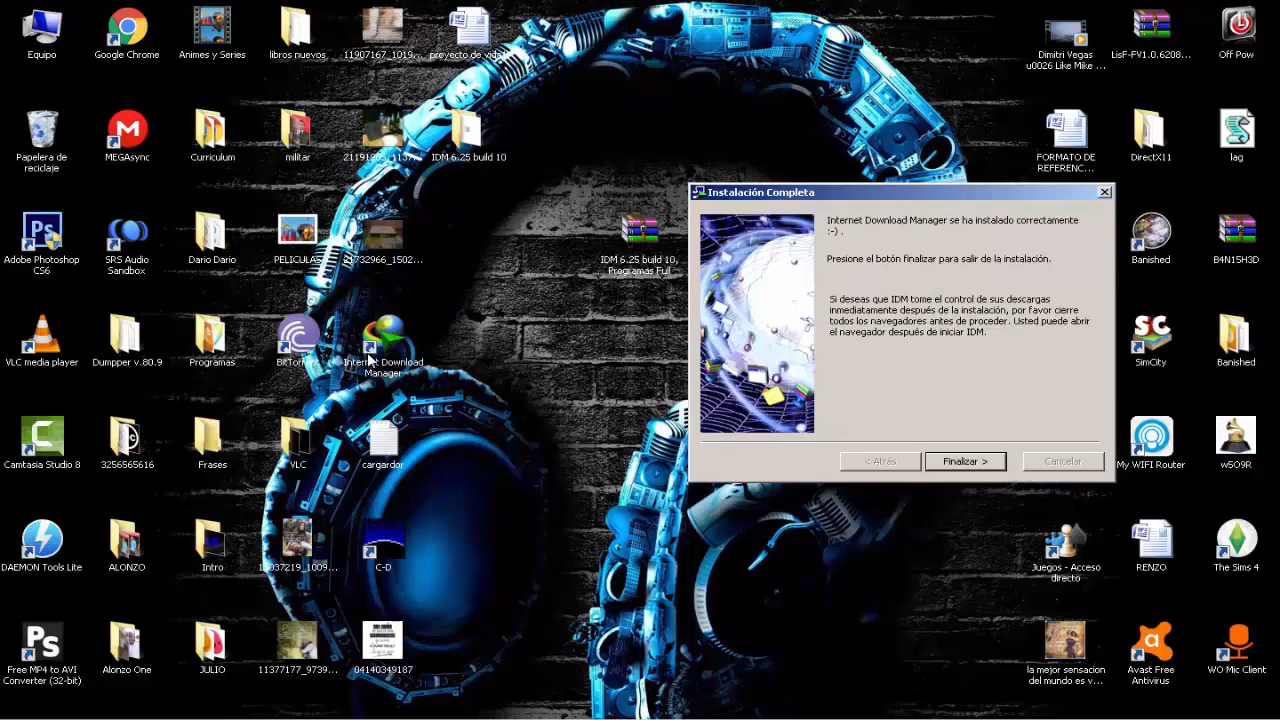 Equipo
Google Chrome
Animes y Series
libros nuevos
11907167_1019...
proyecto de vida
Dimitri Vegas
u0026 Like Mike ...
LisF-FV1.0.6208...
Off Pow
Papelera de
reciclaje
MEGAsync
Curriculum
militar
IDM 6.25 build 10
FORMATO DE
REFERENC...
DirectX11
lag
Adobe Photoshop
CS6
SRS Audio
Sandbox
Dario Dario
PELICULAS
21732966_1502...
IDM 6.25 build 10,
Programas Full
Banished
B4N15H3D
VLC media player
Dumpper v.80.9
Programas
BitTorrent
Internet Download
Manager
SimCity
Banished
Camtasia Studio 8
3256565616
Frases
VLC
cargardor
My WIFI Router
w5O9R
DAEMON Tools Lite
ALONZO
Intro
C-D
Juegos - Acceso
directo
RENZO
The Sims 4
Free MP4 to AVI
Converter (32-bit)
Alonzo One
JULIO
11377177_9739...
04140349187
la mejor sensacion
del mundo es v...
Avast Free
Antivirus
WO Mic Client
Instalación Completa
Internet Download Manager se ha instalado correctamente
:-) .
Presione el botón finalizar para salir de la instalación.
Si deseas que IDM tome el control de sus descargas
inmediatamente después de la instalación, por favor cierre
todos los navegadores antes de proceder. Usted puede abrir
el navegador después de iniciar IDM.
< Atrás
Finalizar >
Cancelar